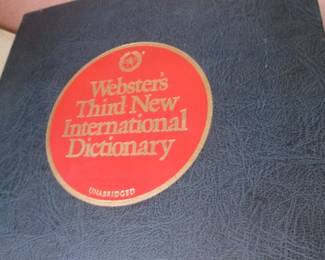 Webster's
Third New
International
Dictionary
UNABRIDGED